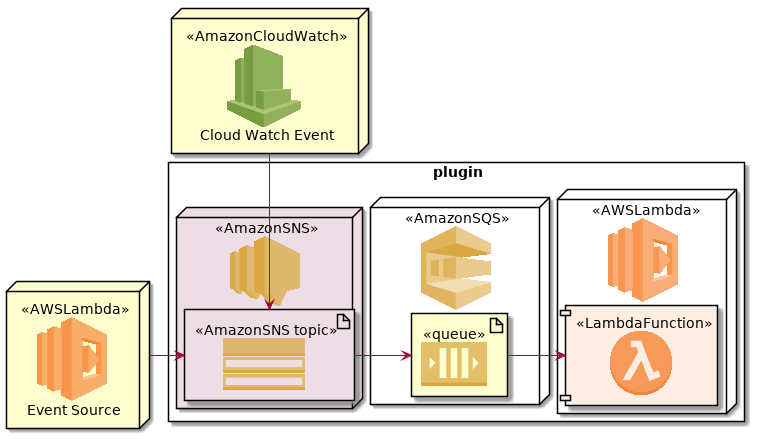 «AmazonCloudWatch»
Cloud Watch Event
plugin
«AmazonSNS»
«AmazonSNS topic»
«AmazonSQS»
«queue»
«AWSLambda»
«LambdaFunction»
λ
«AWSLambda»
Event Source